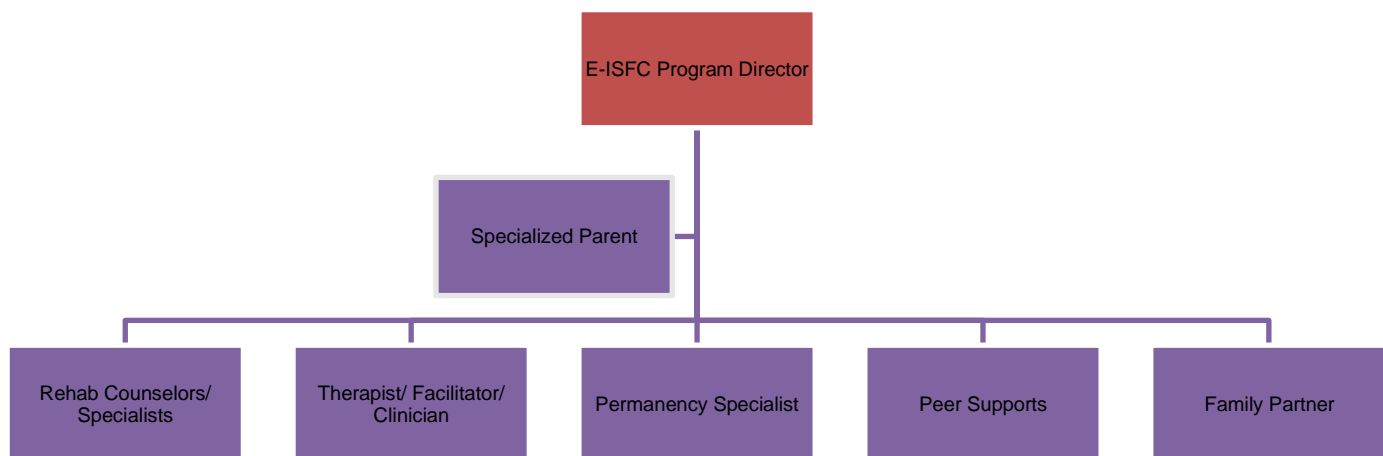 E-ISFC Program Director
Specialized Parent
Rehab Counselors/
Specialists
Therapist/ Facilitator/
Clinician
Permanency Specialist
Peer Supports
Family Partner